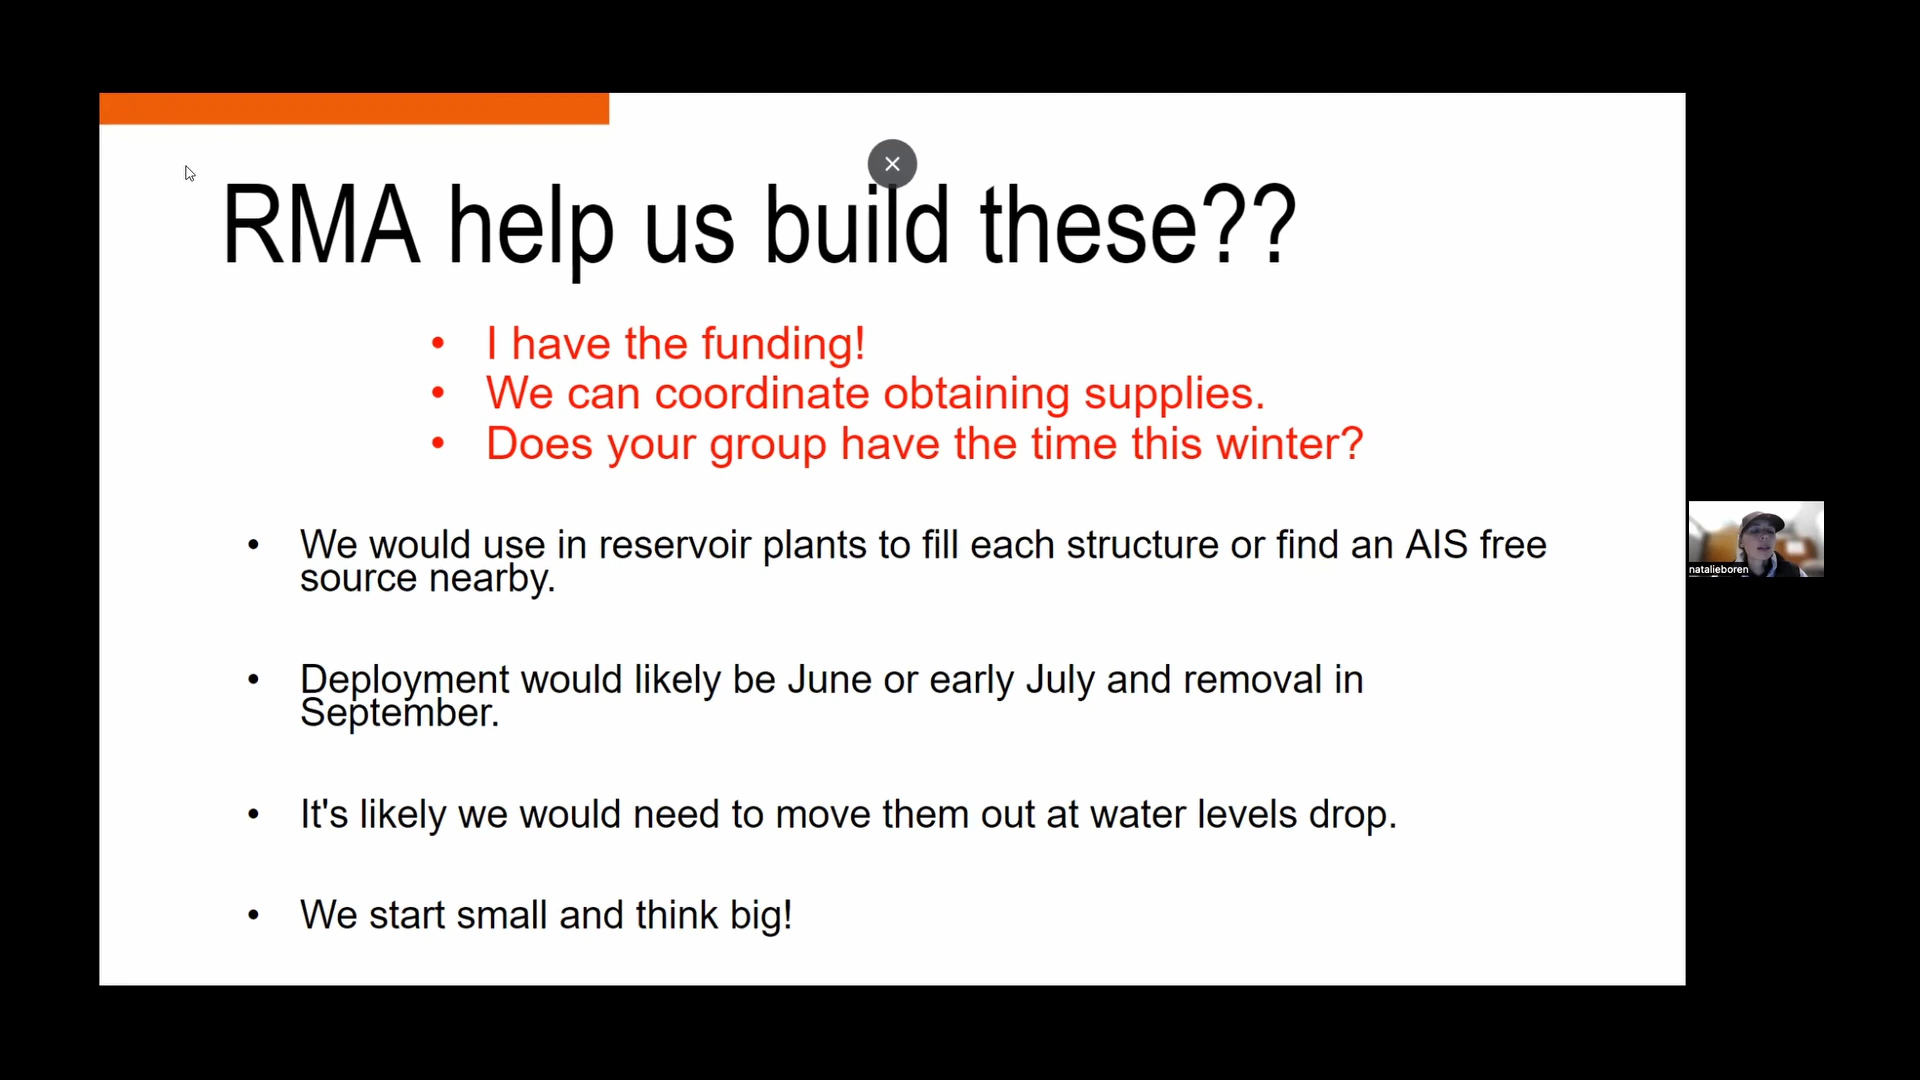 RMA help us build these??
• I have the funding!
• We can coordinate obtaining supplies.
• Does your group have the time this winter?
• We would use in reservoir plants to fill each structure or find an AIS free
source nearby.
• Deployment would likely be June or early July and removal in
September.
• It's likely we would need to move them out at water levels drop.
• We start small and think big!
natalieboren